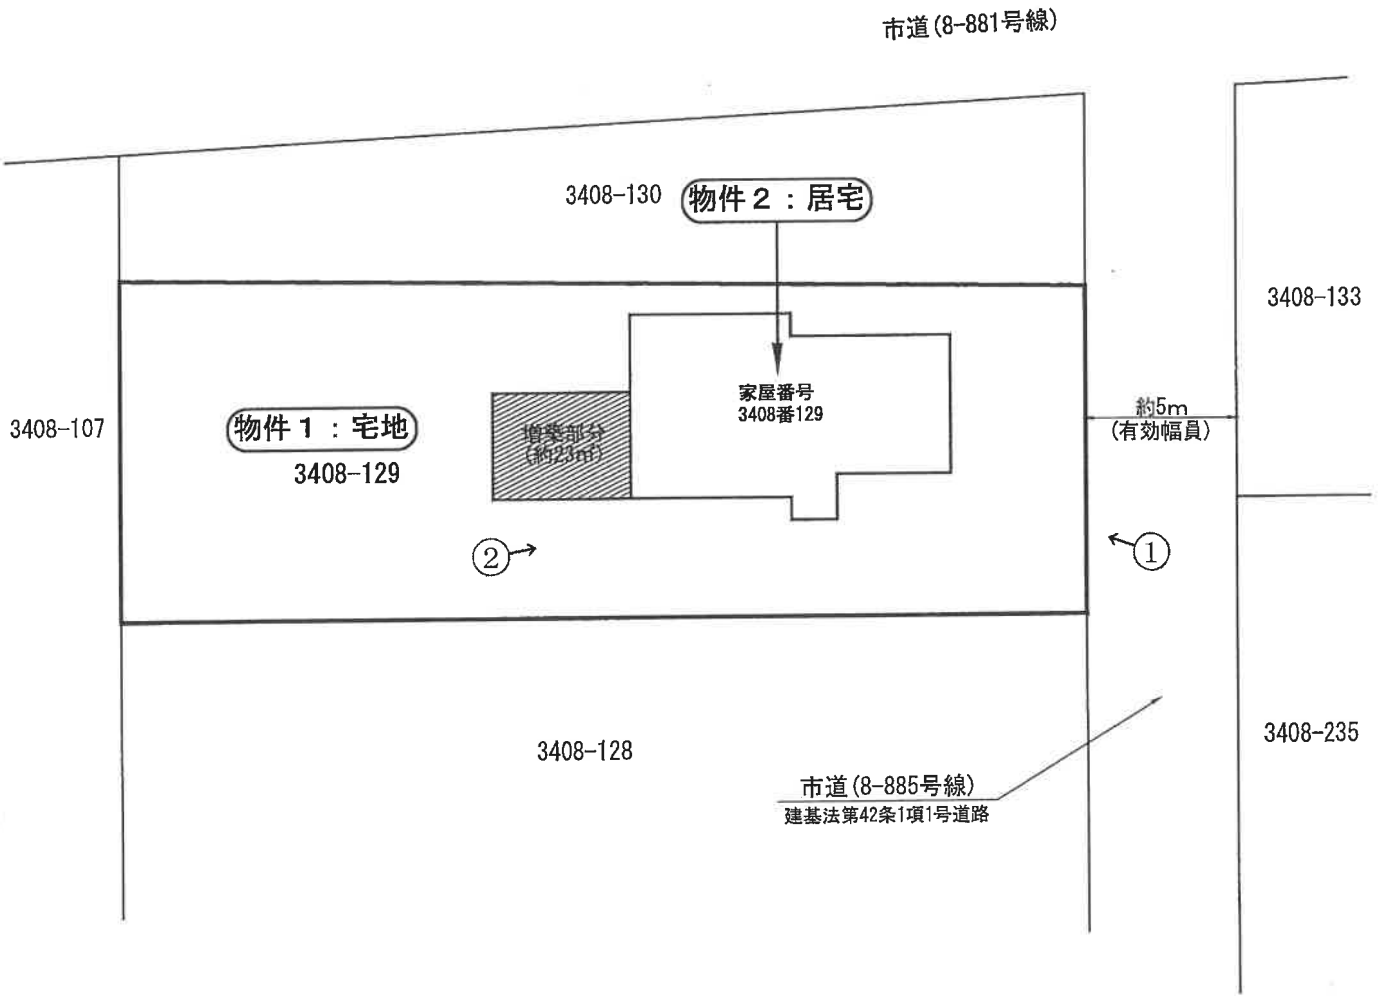 市道(8-881号線)
3408-130
物件2：居宅
3408-133
家屋番号
3408番129
約5m
(有効幅員)
3408-107
物件1：宅地
3408-129
増築部分
(約23㎡)
②
①
3408-128
3408-235
市道(8-885号線)
建基法第42条1項1号道路